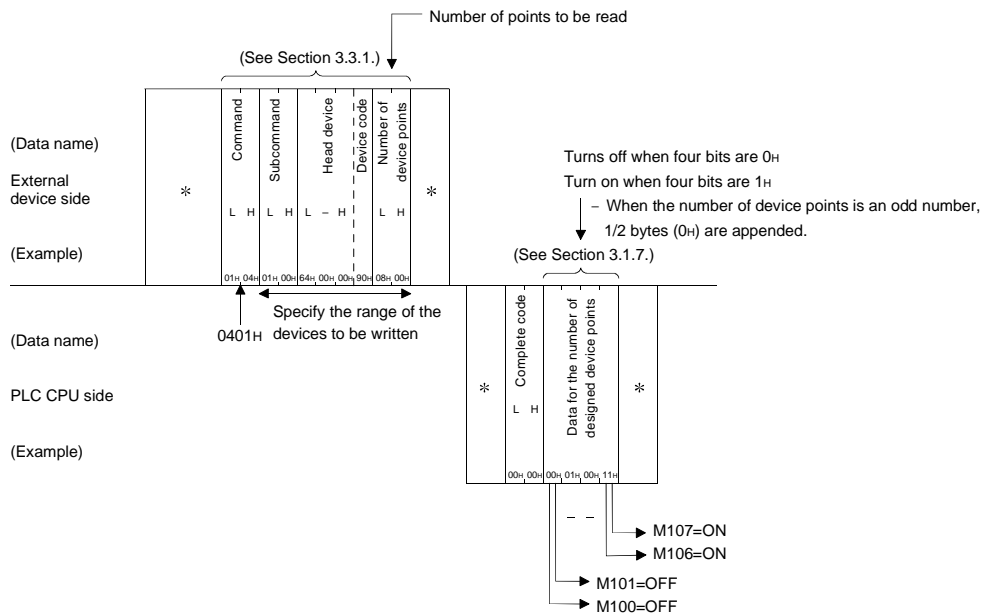 Number of points to be read
(See Section 3.3.1.)
(Data name)
External
device side
(Example)
*
Command
Subcommand
Head device
Device code
Number of
device points
*
L H L H L – H L H
01H 04H 01H 00H 64H 00H 00H 90H 08H 00H
Turns off when four bits are 0H
Turn on when four bits are 1H
– When the number of device points is an odd number,
1/2 bytes (0H) are appended.
(See Section 3.1.7.)
0401H
Specify the range of the
devices to be written
(Data name)
PLC CPU side
(Example)
*
Complete code
Data for the number of
designed device points
*
L H
00H 00H 00H 01H 00H 11H
– –
M107=ON
M106=ON
M101=OFF
M100=OFF